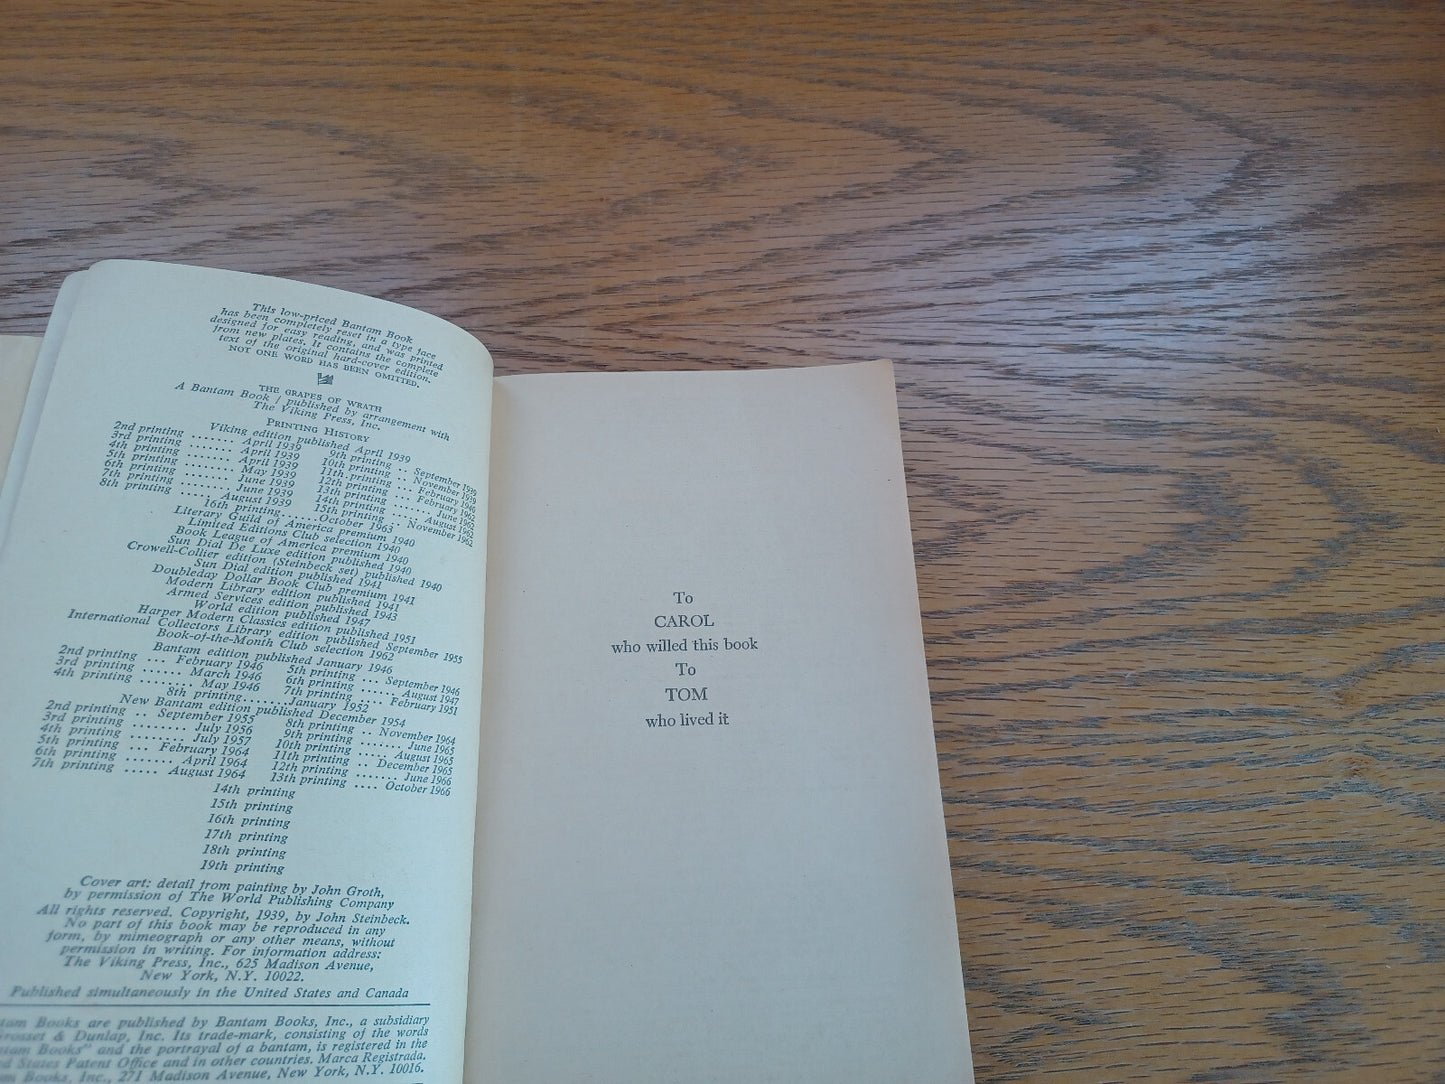 This low-priced Bantam Book
has been completely reset in a type face
designed for easy reading, and was printed
from new plates. It contains the complete
text of the original hard-cover edition.
NOT ONE WORD HAS BEEN OMITTED.
THE GRAPES OF WRATH
A Bantam Book / published by arrangement with
The Viking Press, Inc.
PRINTING HISTORY
Viking edition published April 1939
2nd printing ....... April 1939
3rd printing ....... April 1939
4th printing ....... April 1939
5th printing ....... May 1939
6th printing ....... June 1939
7th printing ....... June 1939
8th printing ..... August 1939
9th printing .. September 1939
10th printing .. November 1939
11th printing ... February 1940
12th printing ... February 1962
13th printing ....... June 1962
14th printing ..... August 1962
15th printing .. November 1962
16th printing......October 1963
Literary Guild of America premium 1940
Limited Editions Club selection 1940
Book League of America premium 1940
Sun Dial De Luxe edition published 1940
Crowell-Collier edition (Steinbeck set) published 1940
Sun Dial edition published 1941
Doubleday Dollar Book Club premium 1941
Modern Library edition published 1941
Armed Services edition published 1943
World edition published 1947
Harper Modern Classics edition published 1951
International Collectors Library edition published September 1955
Book-of-the-Month Club selection 1962
Bantam edition published January 1946
2nd printing ... February 1946
3rd printing ...... March 1946
4th printing ....... May 1946
5th printing ... September 1946
6th printing ...... August 1947
7th printing .... February 1951
8th printing........January 1952
New Bantam edition published December 1954
2nd printing .. September 1955
3rd printing ........ July 1956
4th printing ........ July 1957
5th printing ... February 1964
6th printing ....... April 1964
7th printing ..... August 1964
8th printing .. November 1964
9th printing ....... June 1965
10th printing ..... August 1965
11th printing .. December 1965
12th printing ....... June 1966
13th printing .... October 1966
14th printing
15th printing
16th printing
17th printing
18th printing
19th printing
Cover art: detail from painting by John Groth,
by permission of The World Publishing Company
All rights reserved. Copyright, 1939, by John Steinbeck.
No part of this book may be reproduced in any
form, by mimeograph or any other means, without
permission in writing. For information address:
The Viking Press, Inc., 625 Madison Avenue,
New York, N.Y. 10022.
Published simultaneously in the United States and Canada
Books are published by Bantam Books, Inc., a subsidiary
& Dunlap, Inc. Its trade-mark, consisting of the words
Books" and the portrayal of a bantam, is registered in the
States Patent Office and in other countries. Marca Registrada.
Books, Inc., 271 Madison Avenue, New York, N.Y. 10016.
To
CAROL
who willed this book
To
TOM
who lived it